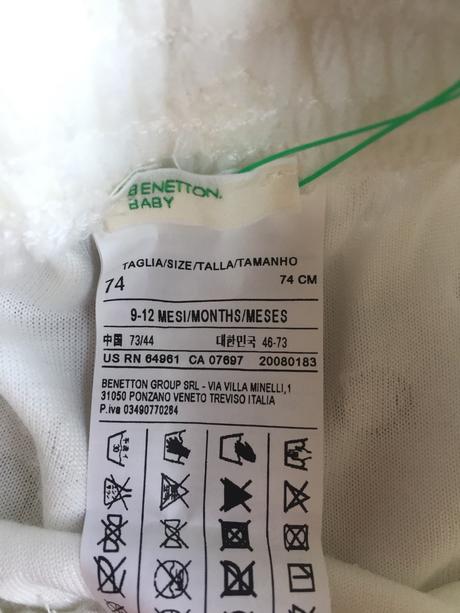 BENETTON
BABY
TAGLIA/SIZE/TALLA/TAMANHO
74 74 CM
9-12 MESI/MONTHS/MESES
中国 73/44 대한민국 46-73
US RN 64961 CA 07697 20080183
BENETTON GROUP SRL - VIA VILLA MINELLI,1
31050 PONZANO VENETO TREVISO ITALIA
P.iva 03490770264